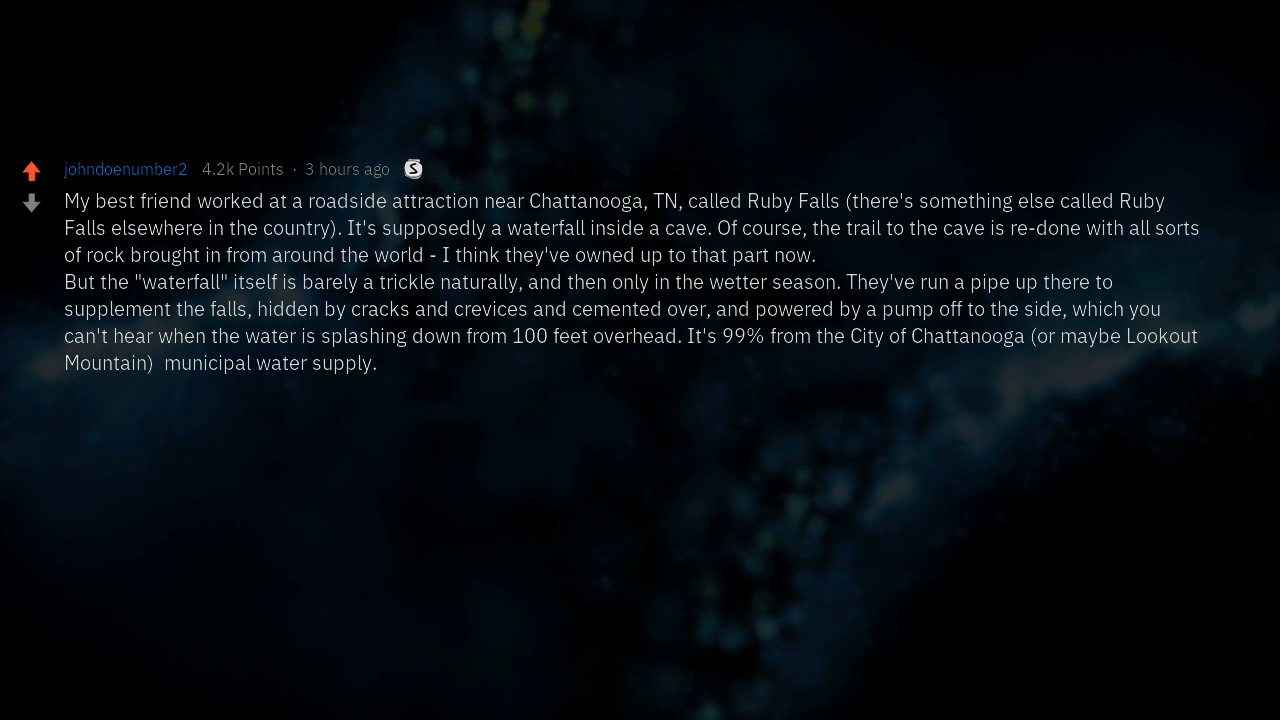 johndoenumber2 4.2k Points · 3 hours ago S
My best friend worked at a roadside attraction near Chattanooga, TN, called Ruby Falls (there's something else called Ruby
Falls elsewhere in the country). It's supposedly a waterfall inside a cave. Of course, the trail to the cave is re-done with all sorts
of rock brought in from around the world - I think they've owned up to that part now.
But the "waterfall" itself is barely a trickle naturally, and then only in the wetter season. They've run a pipe up there to
supplement the falls, hidden by cracks and crevices and cemented over, and powered by a pump off to the side, which you
can't hear when the water is splashing down from 100 feet overhead. It's 99% from the City of Chattanooga (or maybe Lookout
Mountain)  municipal water supply.